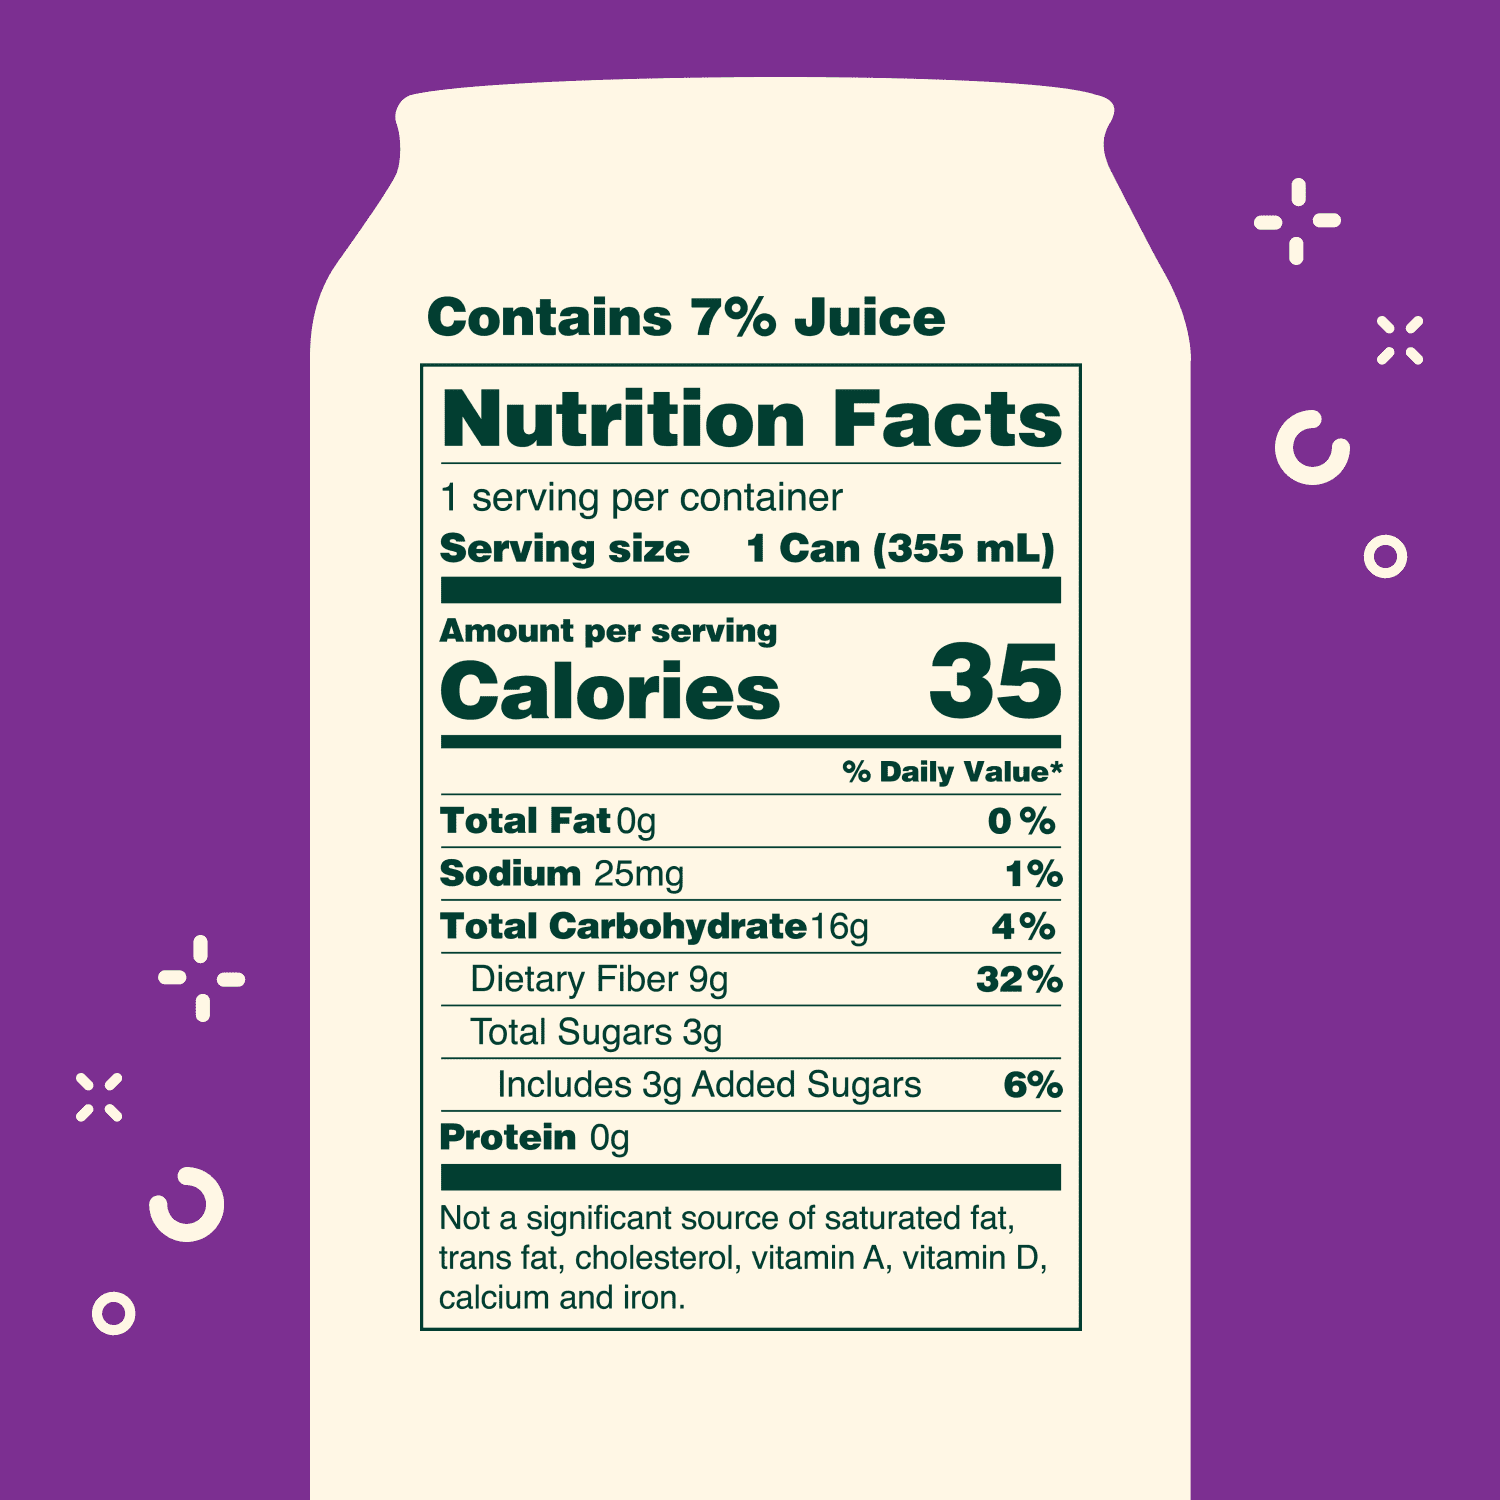 Contains 7% Juice
Nutrition Facts
1 serving per container
Serving size 1 Can (355 mL)
Amount per serving
Calories 35
% Daily Value*
Total Fat 0g 0%
Sodium 25mg 1%
Total Carbohydrate 16g 4%
Dietary Fiber 9g 32%
Total Sugars 3g
Includes 3g Added Sugars 6%
Protein 0g
Not a significant source of saturated fat,
trans fat, cholesterol, vitamin A, vitamin D,
calcium and iron.